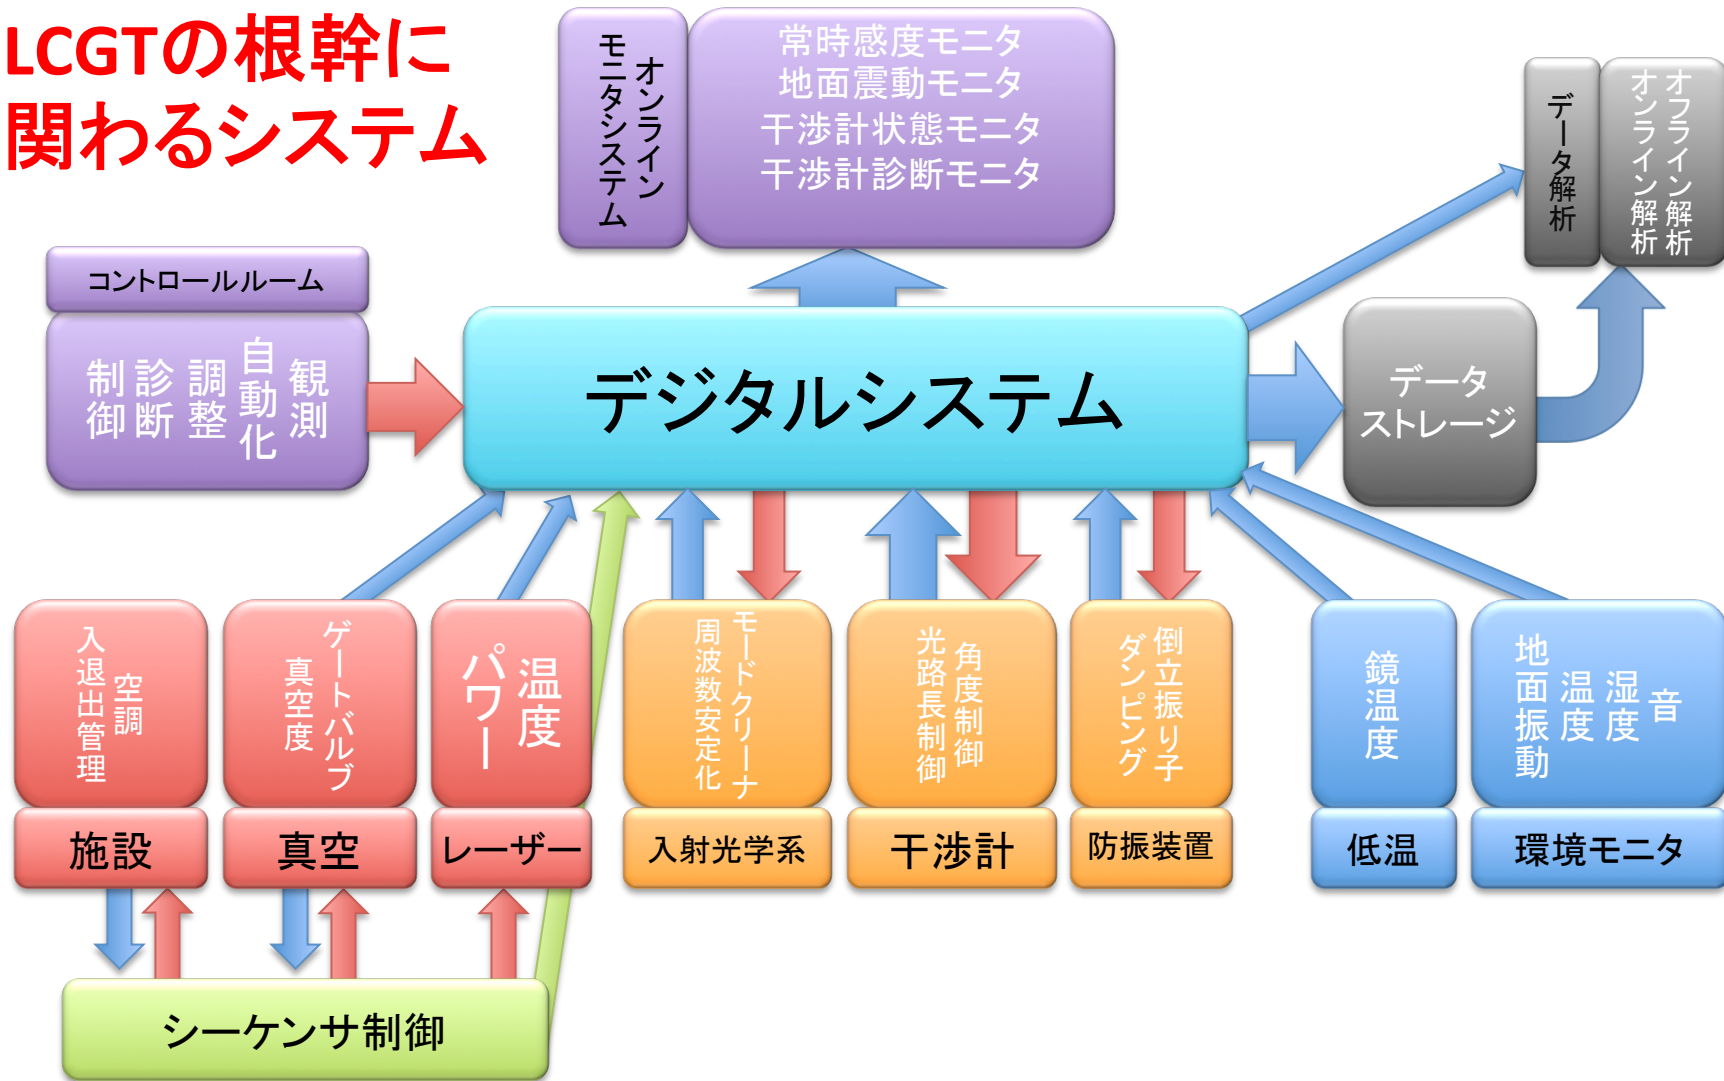 LCGTの根幹に
関わるシステム
オンライン
モニタシステム
常時感度モニタ
地面震動モニタ
干渉計状態モニタ
干渉計診断モニタ
データ解析
オフライン解析
オンライン解析
コントロールルーム
制御
診断
調整
自動化
観測
デジタルシステム
データ
ストレージ
空調
入退出管理
施設
ゲートバルブ
真空度
真空
温度
パワー
レーザー
モードクリーナ
周波数安定化
入射光学系
角度制御
光路長制御
干渉計
倒立振り子
ダンピング
防振装置
鏡温度
低温
地面振動
温度
湿度
音
環境モニタ
シーケンサ制御